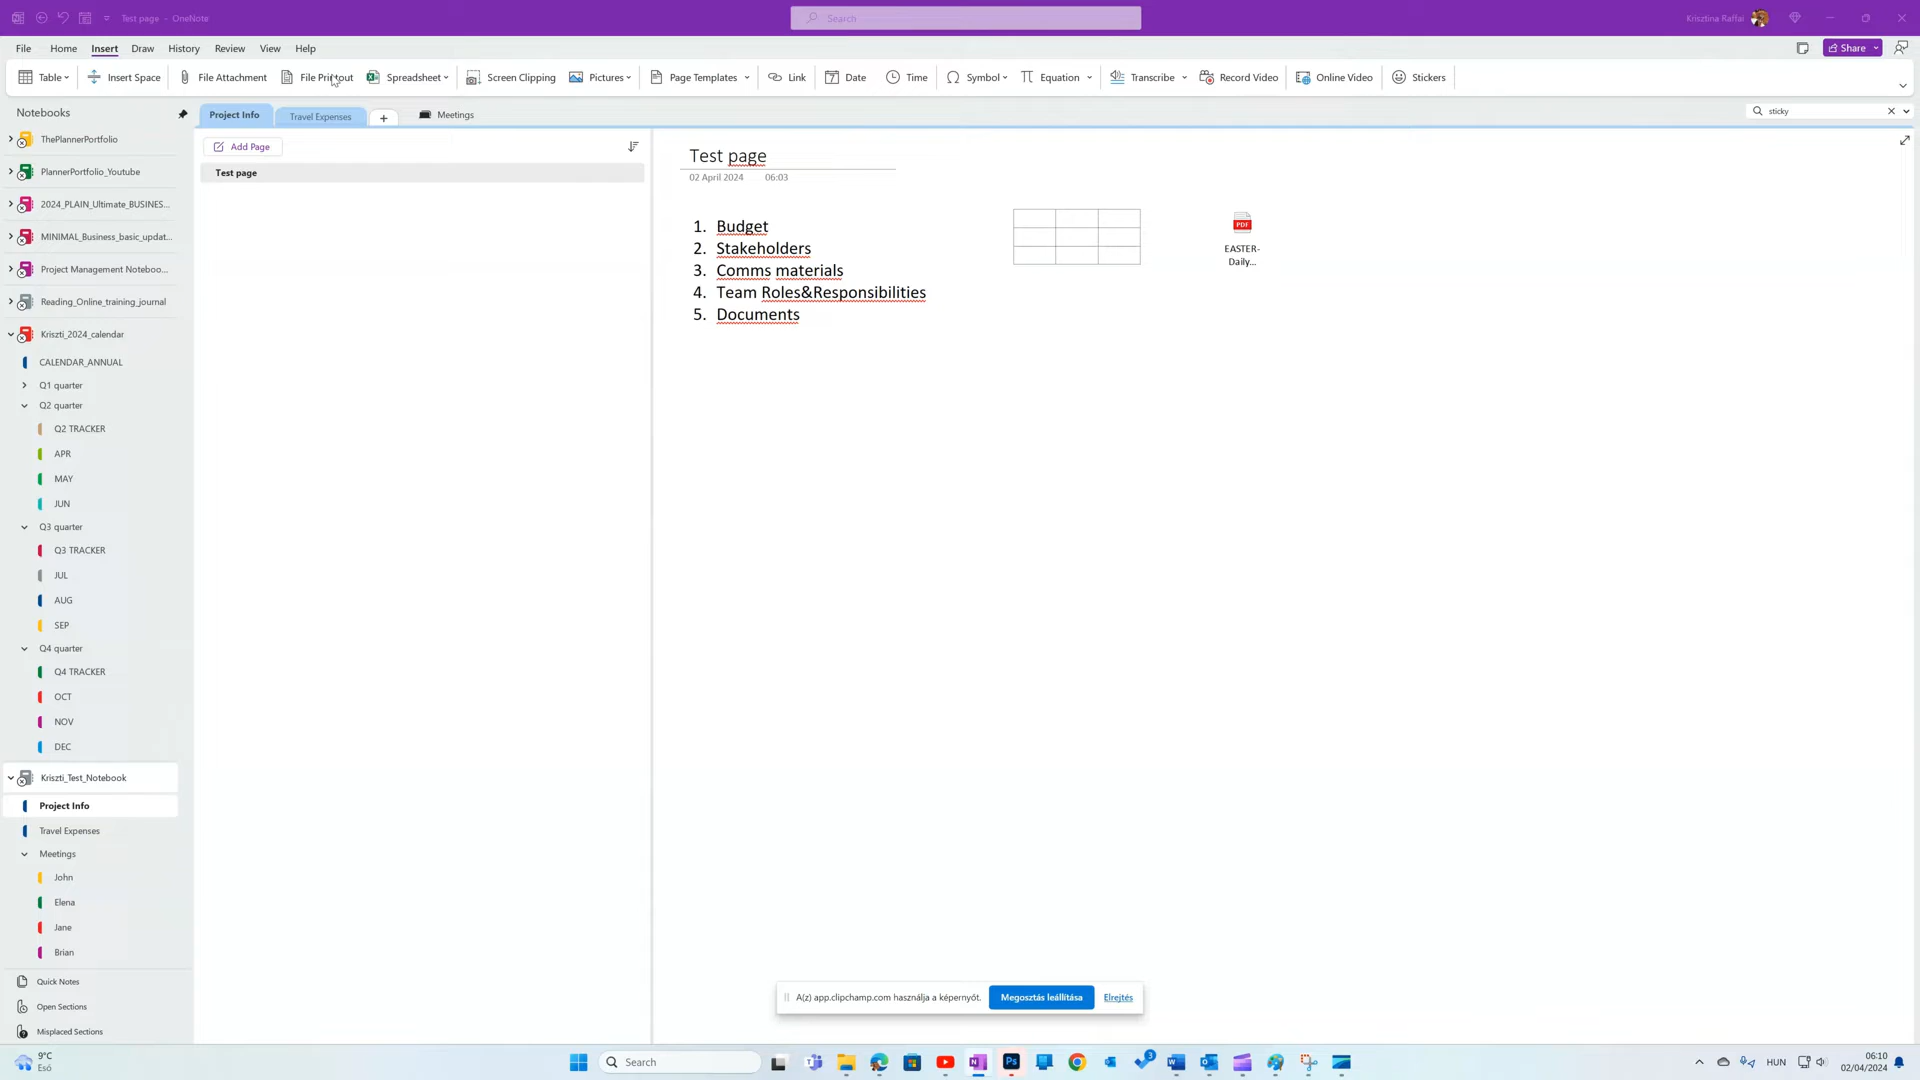 Test page - OneNote
Search
Krisztina Raffai
File Home Insert Draw History Review View Help
Share
Table Insert Space File Attachment File Printout Spreadsheet Screen Clipping Pictures Page Templates Link Date Time Symbol Equation Transcribe Record Video Online Video Stickers
Notebooks
Project Info
Travel Expenses
+
Meetings
sticky
ThePlannerPortfolio
PlannerPortfolio_Youtube
2024_PLAIN_Ultimate_BUSINES...
MINIMAL_Business_basic_updat...
Project Management Noteboo...
Reading_Online_training_journal
Kriszti_2024_calendar
CALENDAR_ANNUAL
Q1 quarter
Q2 quarter
Q2 TRACKER
APR
MAY
JUN
Q3 quarter
Q3 TRACKER
JUL
AUG
SEP
Q4 quarter
Q4 TRACKER
OCT
NOV
DEC
Kriszti_Test_Notebook
Project Info
Travel Expenses
Meetings
John
Elena
Jane
Brian
Quick Notes
Open Sections
Misplaced Sections
Add Page
Test page
Test page
02 April 2024 06:03
1. Budget
2. Stakeholders
3. Comms materials
4. Team Roles&Responsibilities
5. Documents
PDF
EASTER-
Daily...
A(z) app.clipchamp.com használja a képernyőt. Megosztás leállítása Elrejtés
9°C
Eső
Search
Ps
3
HUN
06:10
02/04/2024